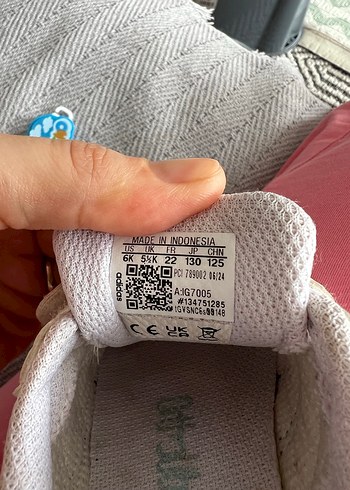 MADE IN INDONESIA
US UK FR JP CHN
6K 5½K 22 130 125
PCI 789002 06/24
A:IG7005
#134751285
adidas
CE UK CA